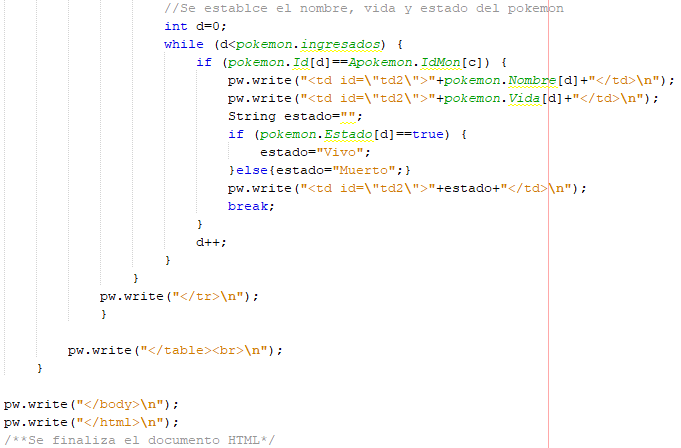 //Se establce el nombre, vida y estado del pokemon
int d=0;
while (d<pokemon.ingresados) {
if (pokemon.Id[d]==Apokemon.IdMon[c]) {
pw.write("<td id=\"td2\">"+pokemon.Nombre[d]+"</td>\n");
pw.write("<td id=\"td2\">"+pokemon.Vida[d]+"</td>\n");
String estado="";
if (pokemon.Estado[d]==true) {
estado="Vivo";
}else{estado="Muerto";}
pw.write("<td id=\"td2\">"+estado+"</td>\n");
break;
}
d++;
}
}
pw.write("</tr>\n");
}
pw.write("</table><br>\n");
}
pw.write("</body>\n");
pw.write("</html>\n");
/**Se finaliza el documento HTML*/